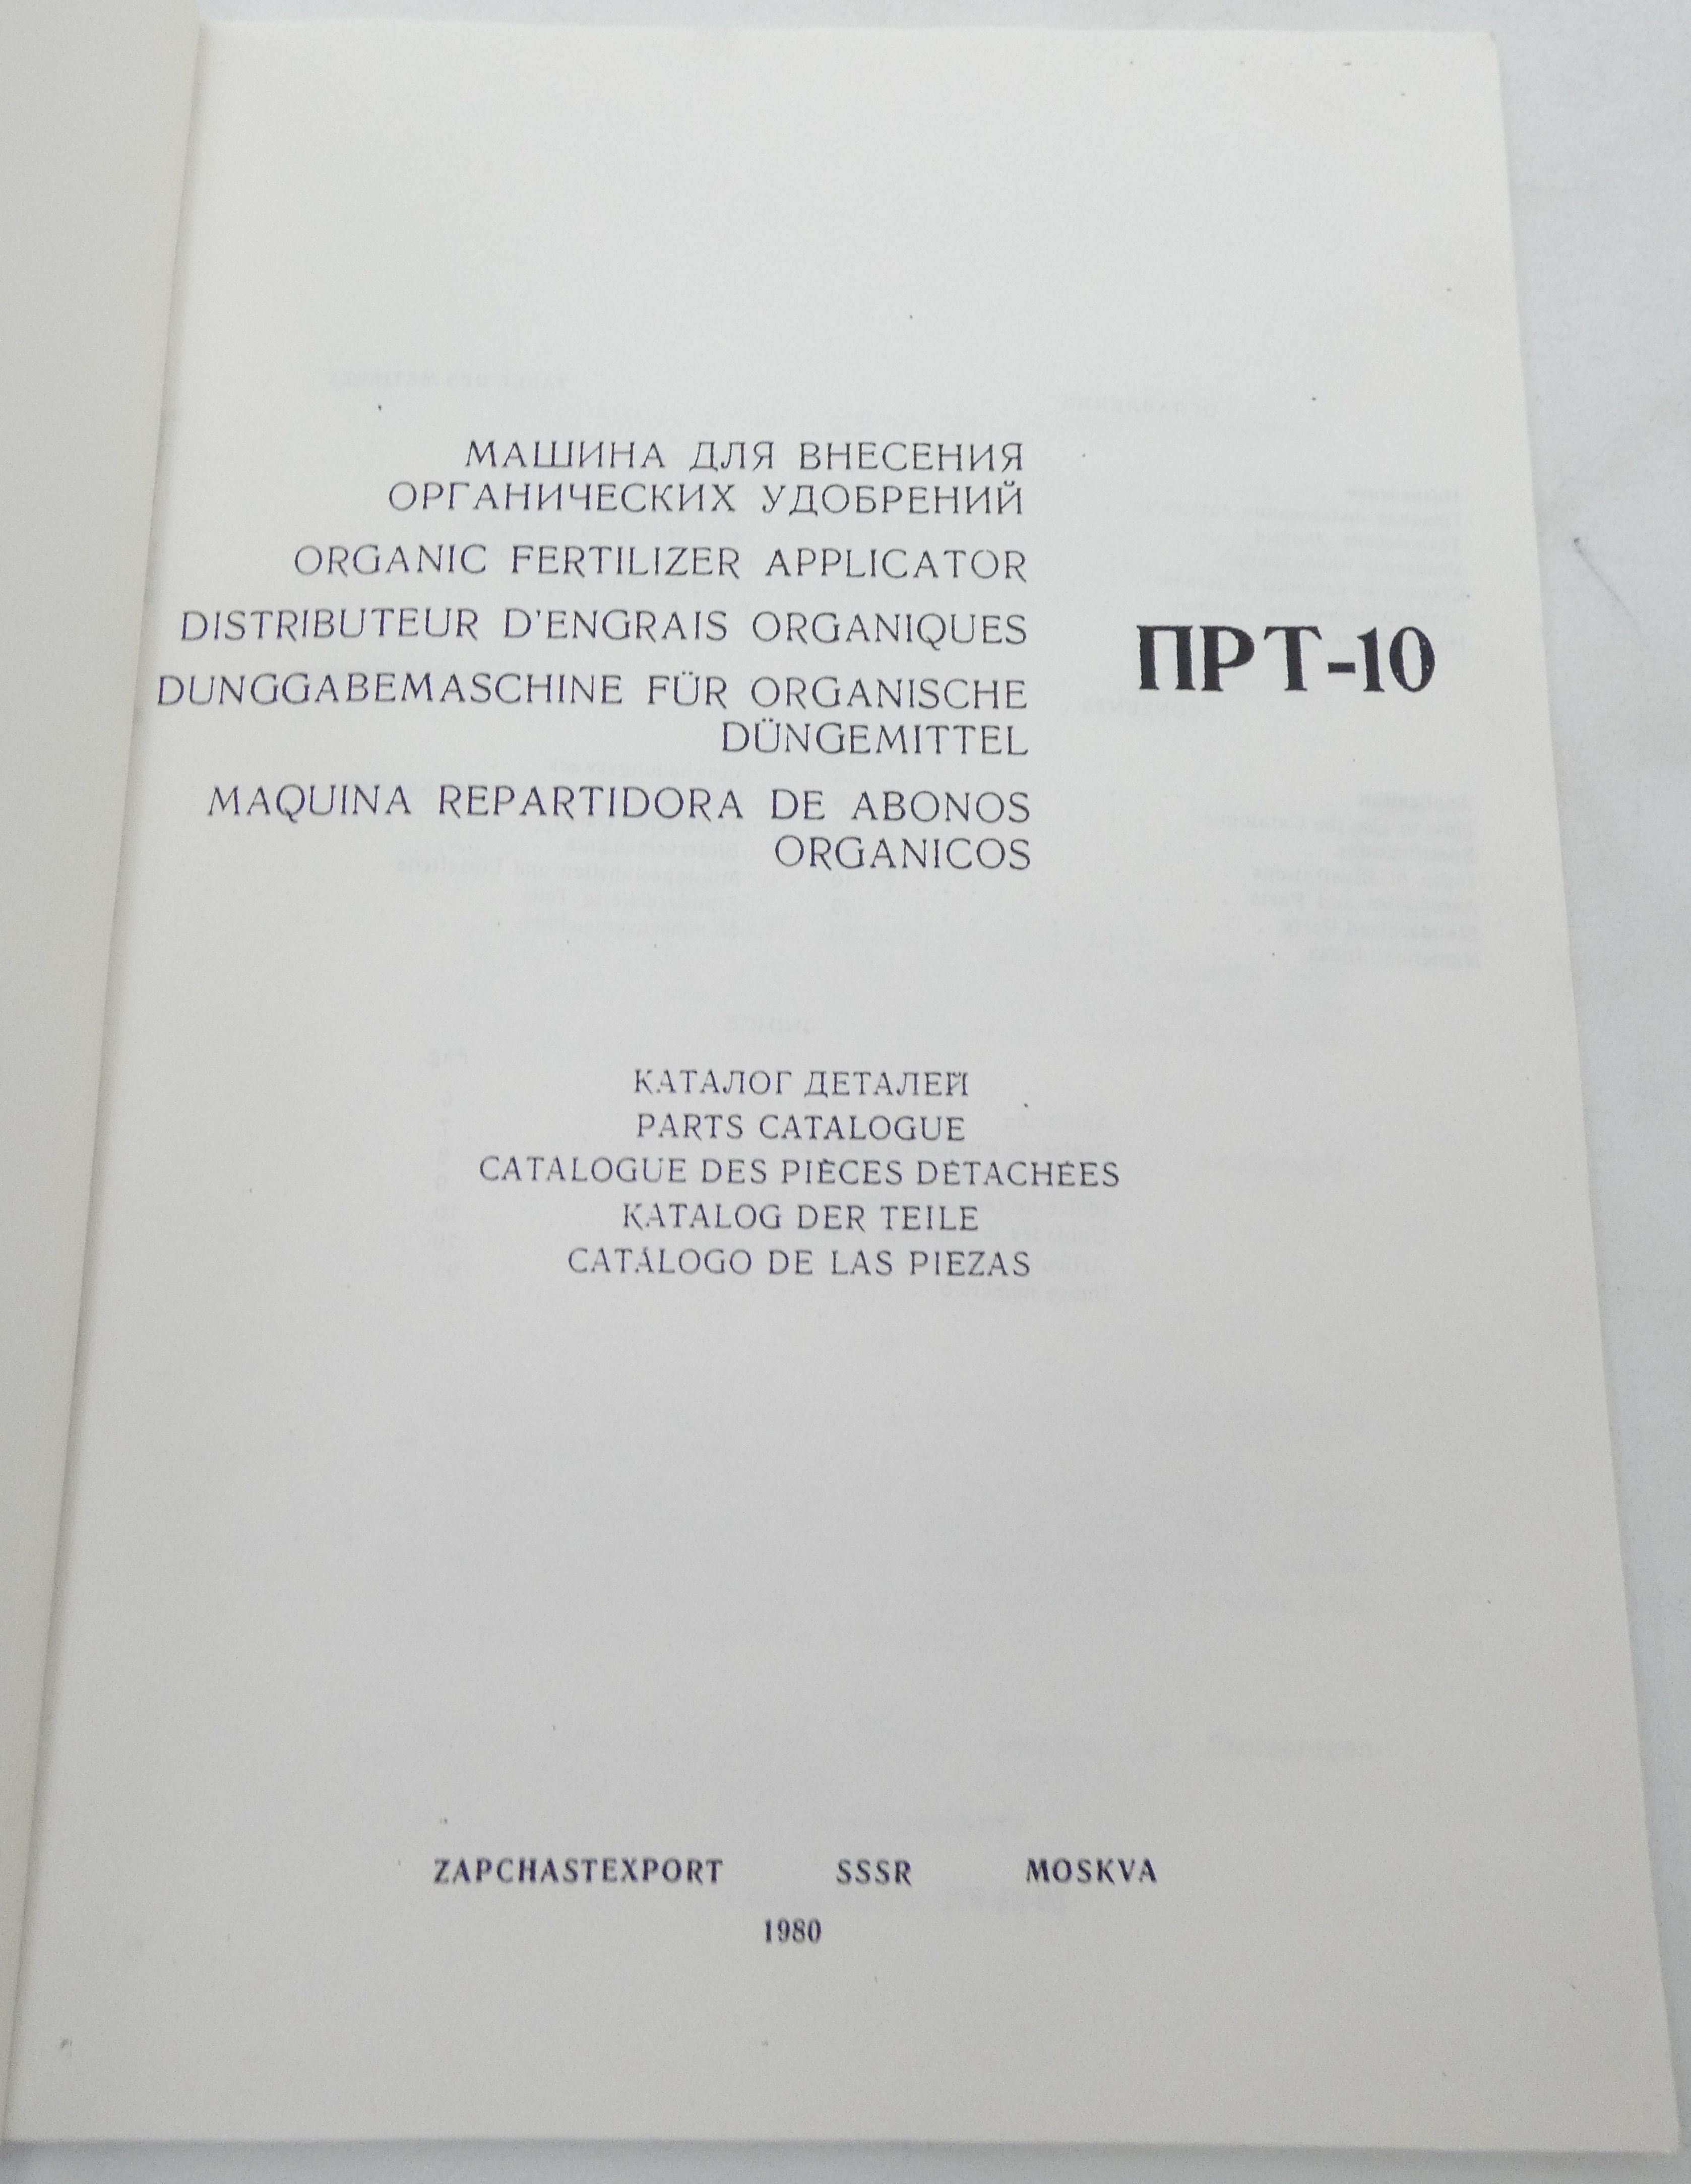 МАШИНА ДЛЯ ВНЕСЕНИЯ
ОРГАНИЧЕСКИХ УДОБРЕНИЙ
ORGANIC FERTILIZER APPLICATOR
DISTRIBUTEUR D'ENGRAIS ORGANIQUES
DUNGGABEMASCHINE FÜR ORGANISCHE
DÜNGEMITTEL
MAQUINA REPARTIDORA DE ABONOS
ORGANICOS
ПРТ-10
КАТАЛОГ ДЕТАЛЕЙ
PARTS CATALOGUE
CATALOGUE DES PIÈCES DÉTACHÉES
KATALOG DER TEILE
CATÁLOGO DE LAS PIEZAS
ZAPCHASTEXPORT SSSR MOSKVA
1980